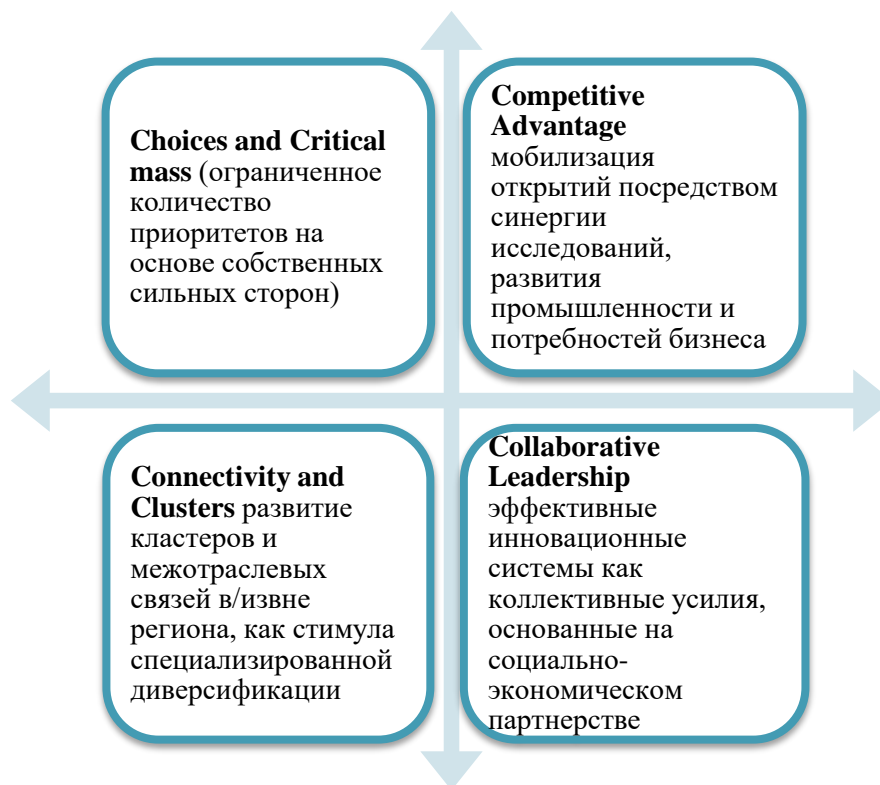 Choices and Critical
mass (ограниченное
количество
приоритетов на
основе собственных
сильных сторон)
Competitive
Advantage
мобилизация
открытий посредством
синергии
исследований,
развития
промышленности и
потребностей бизнеса
Connectivity and
Clusters развитие
кластеров и
межотраслевых
связей в/извне
региона, как стимула
специализированной
диверсификации
Collaborative
Leadership
эффективные
инновационные
системы как
коллективные усилия,
основанные на
социально-
экономическом
партнерстве